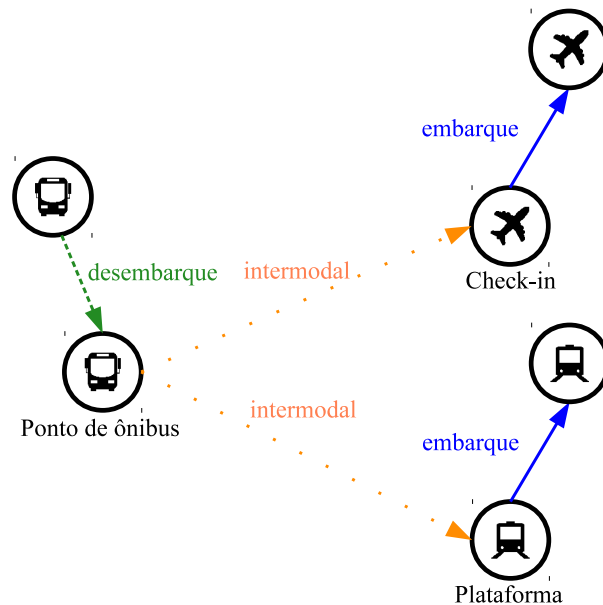 embarque
desembarque
intermodal
Check-in
Ponto de ônibus
intermodal
embarque
Plataforma